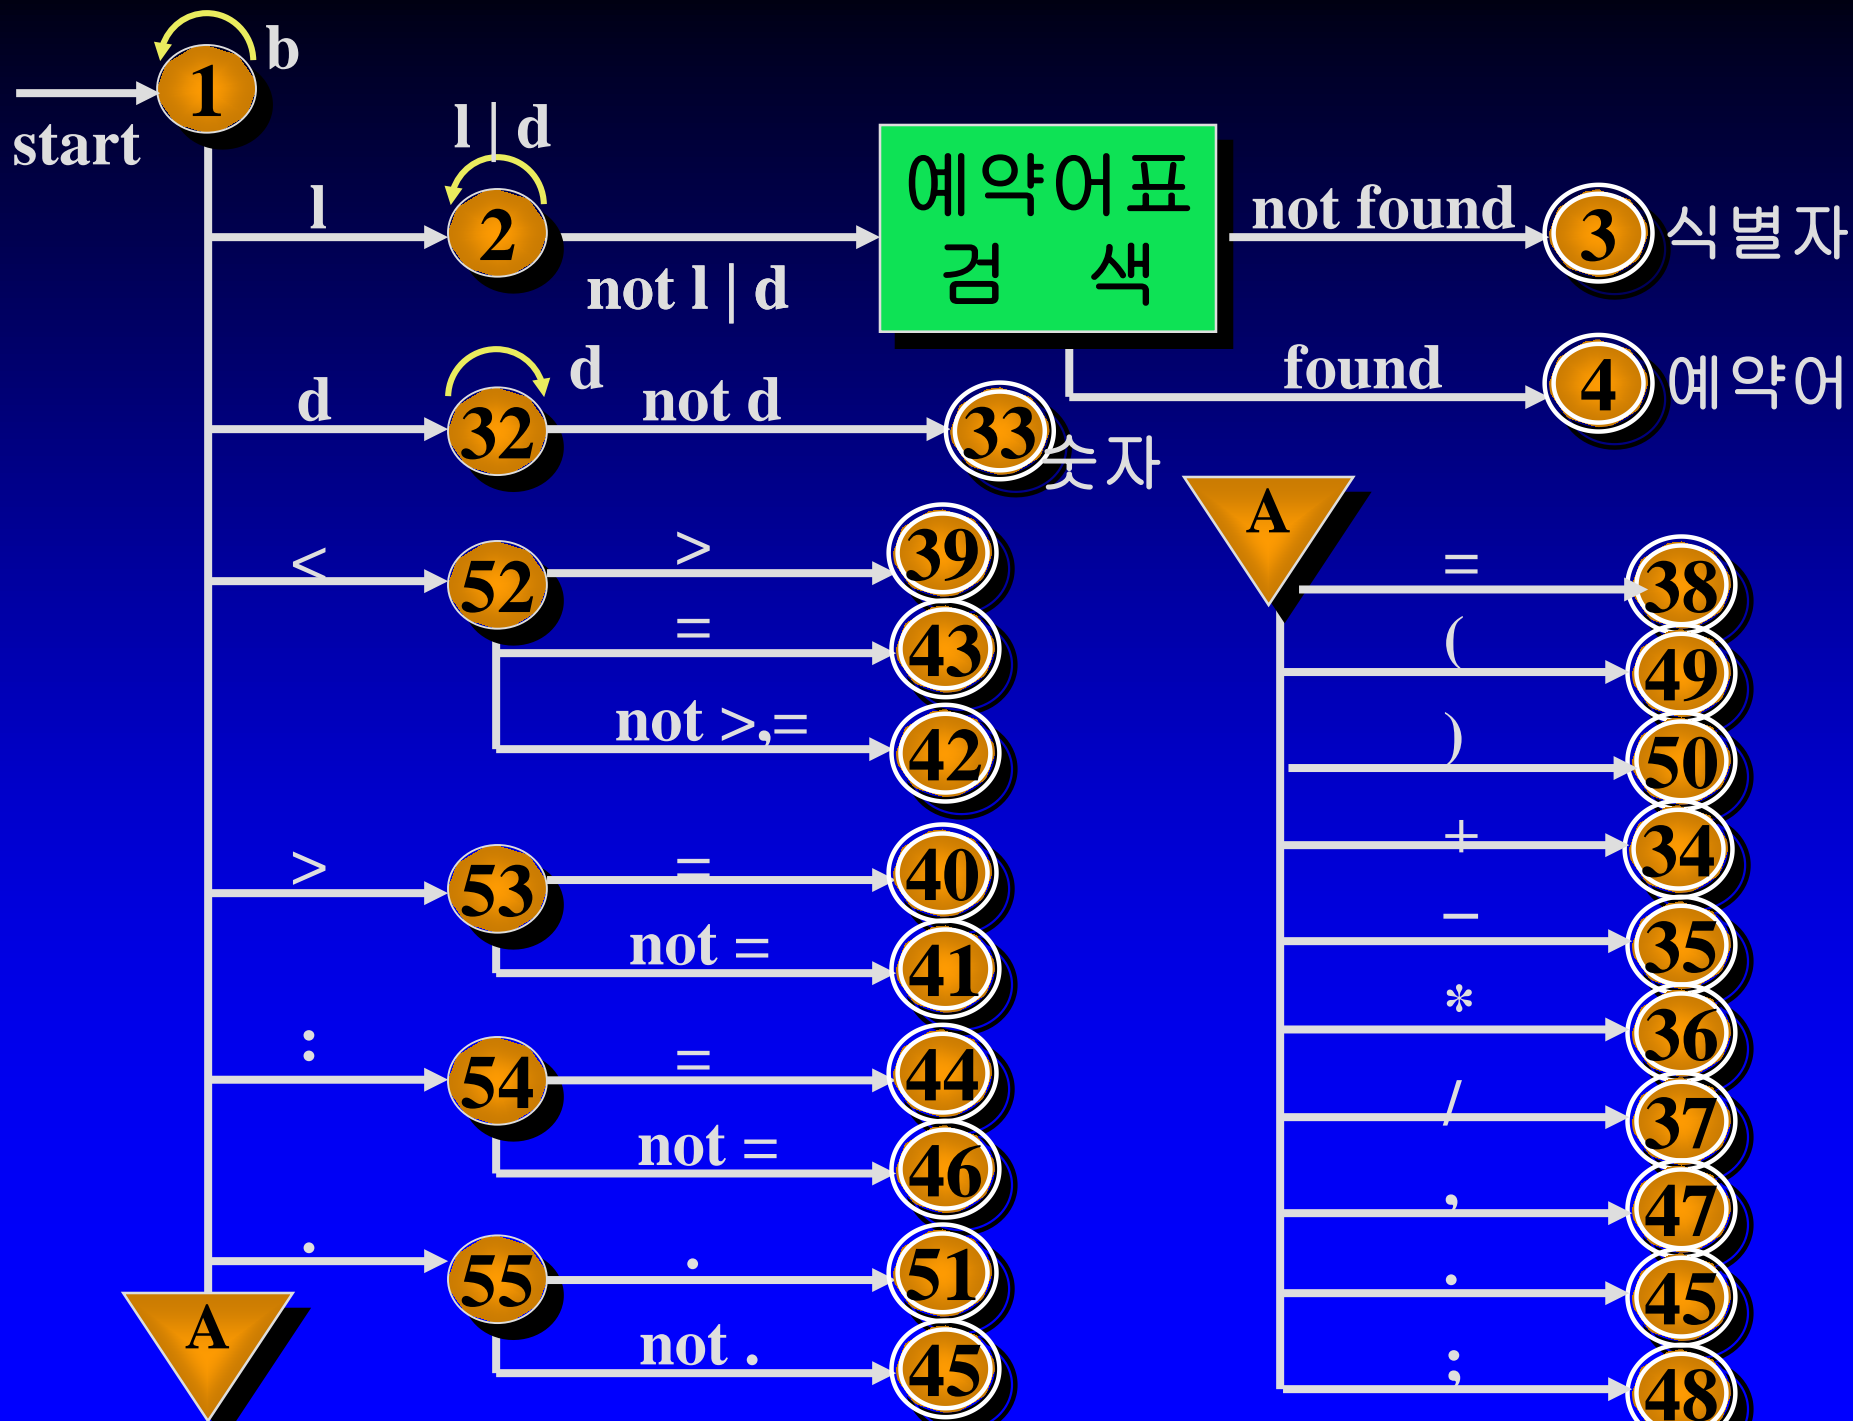 b
1
start
l | d
l
2
not l | d
예약어표
검 색
not found
3
식별자
found
4
예약어
d
32
d
not d
33
숫자
<
52
>
39
=
43
not >,=
42
>
53
=
40
not =
41
:
54
=
44
not =
46
.
55
.
51
not .
45
A
A
=
38
(
49
)
50
+
34
−
35
*
36
/
37
,
47
.
45
;
48